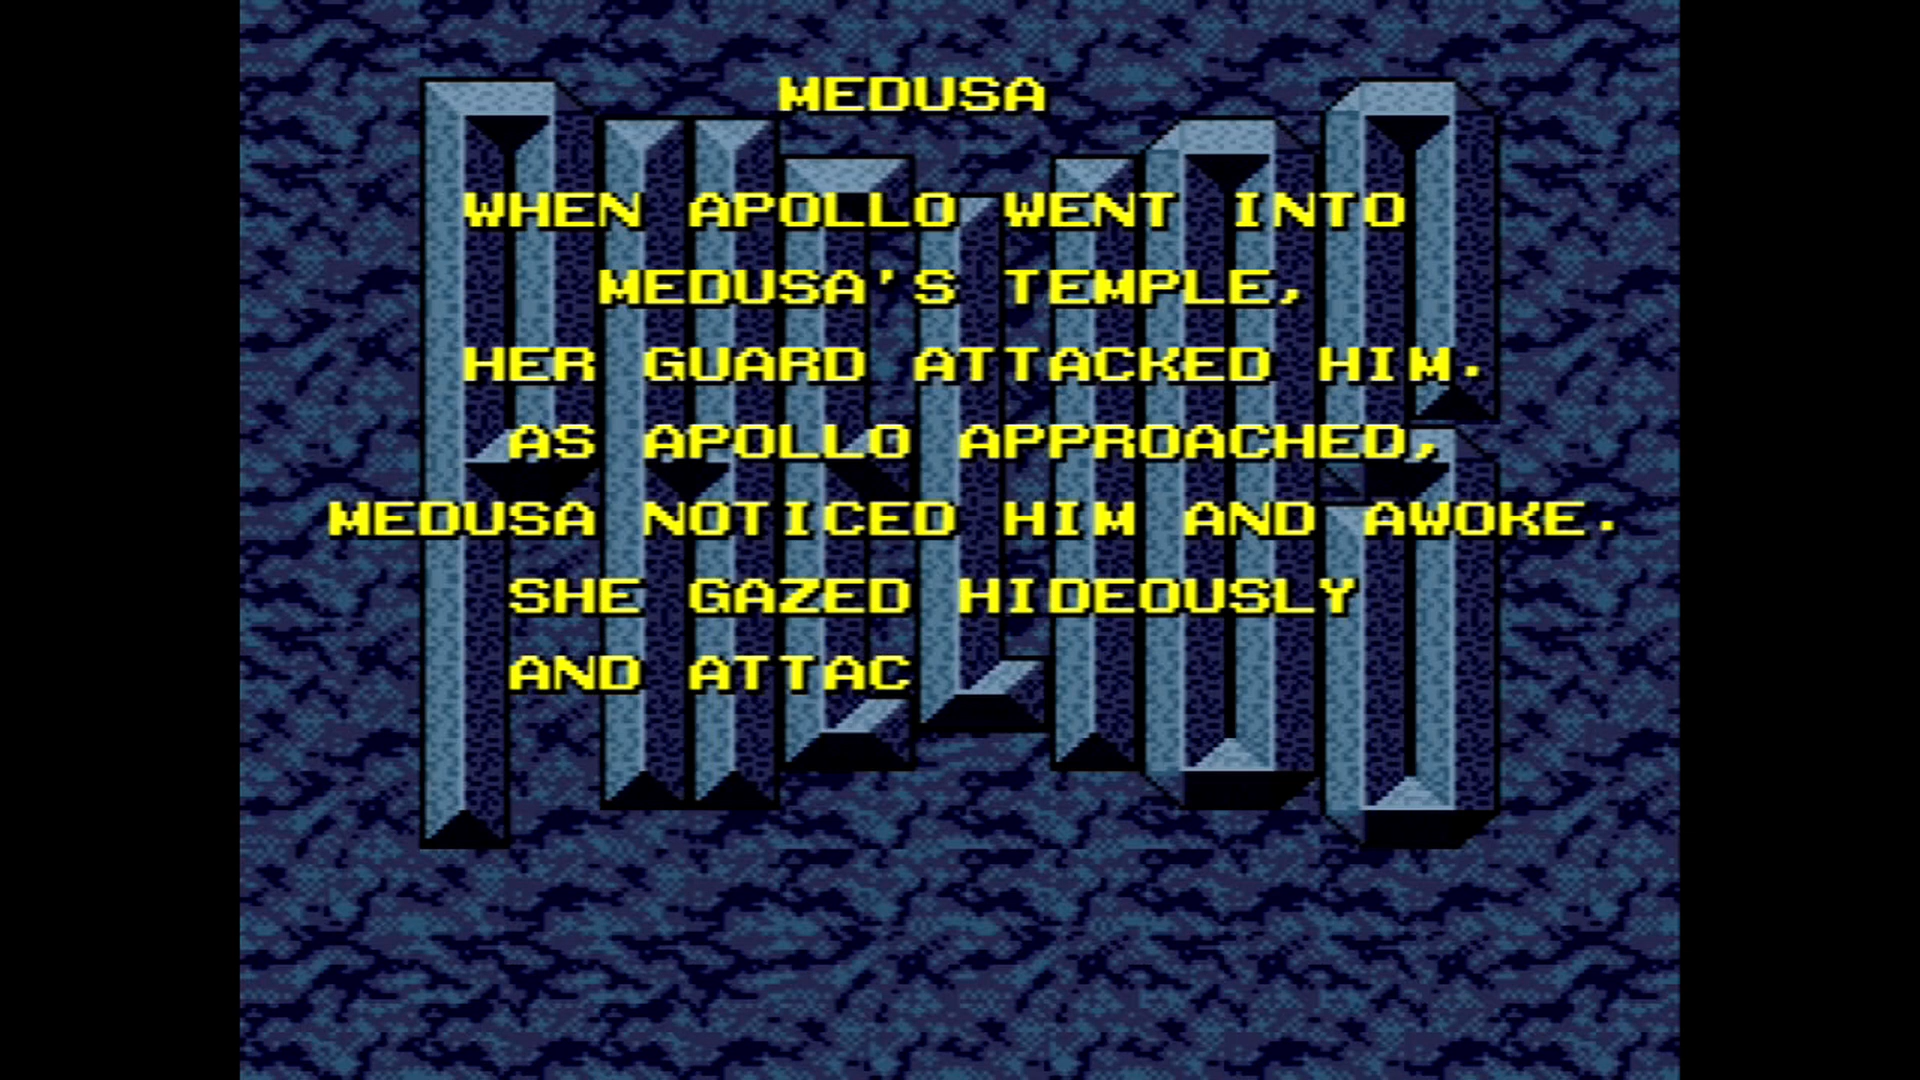 MEDUSA
WHEN APOLLO WENT INTO
MEDUSA'S TEMPLE,
HER GUARD ATTACKED HIM.
AS APOLLO APPROACHED,
MEDUSA NOTICED HIM AND AWOKE.
SHE GAZED HIDEOUSLY
AND ATTAC
PHELIOS